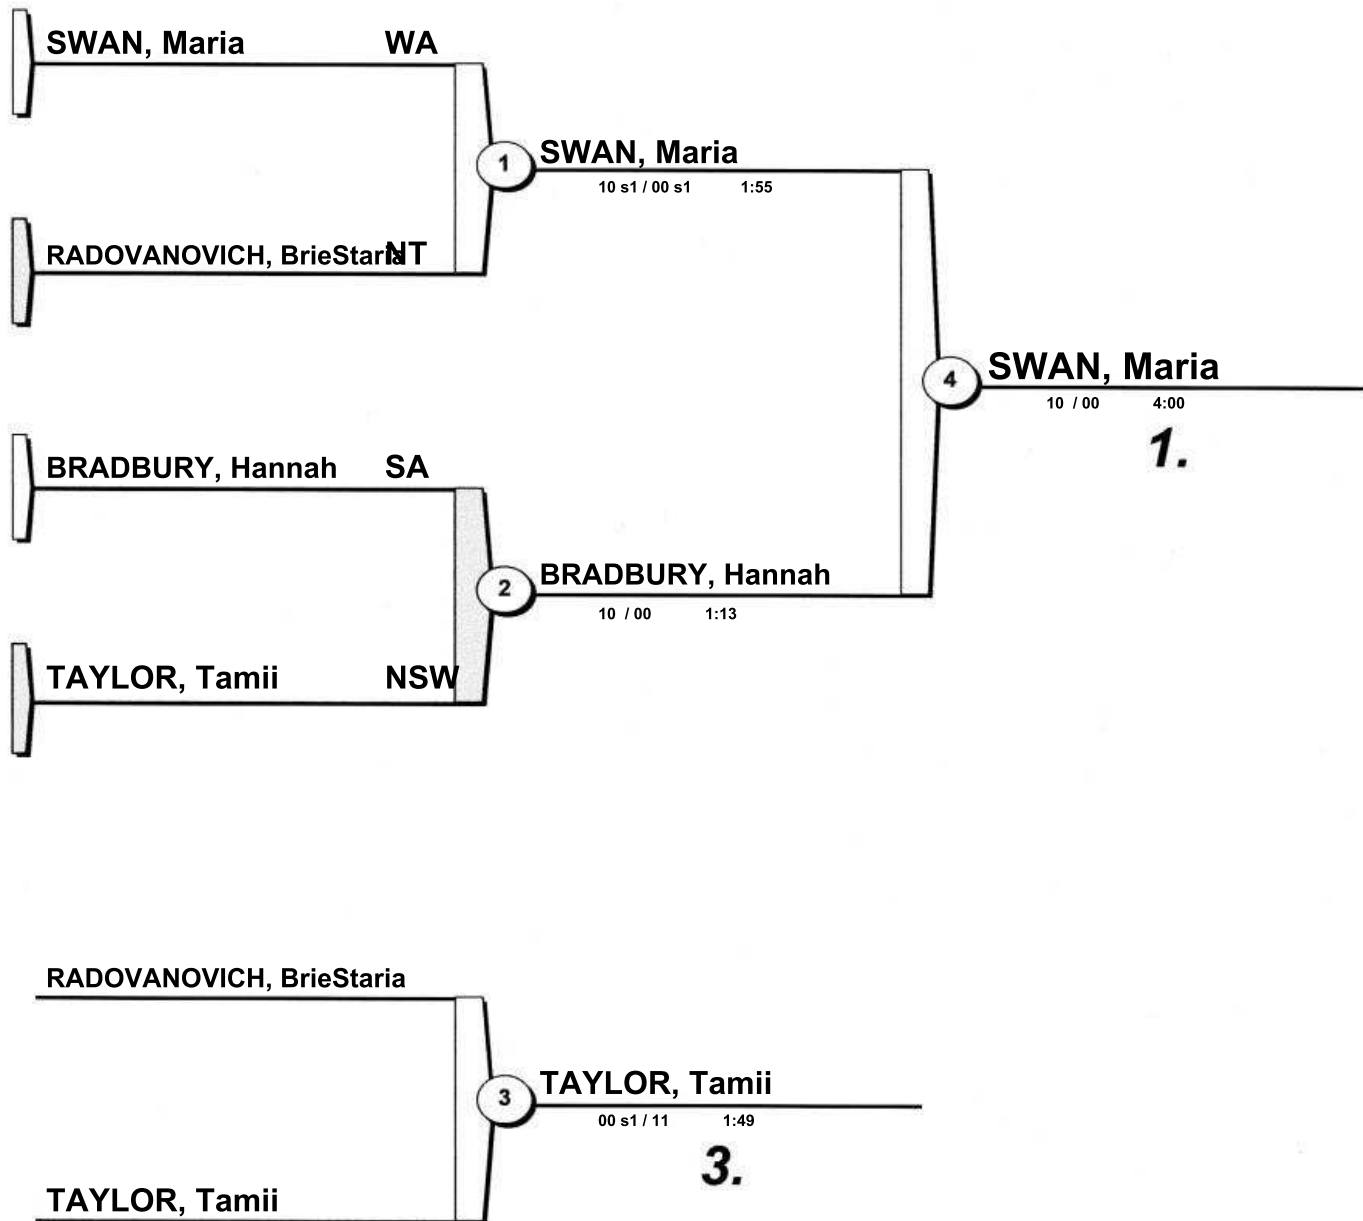 SWAN, Maria WA
1 SWAN, Maria
10 s1 / 00 s1 1:55
RADOVANOVICH, BrieStaria NT
4 SWAN, Maria
10 / 00 4:00
1.
BRADBURY, Hannah SA
2 BRADBURY, Hannah
10 / 00 1:13
TAYLOR, Tamii NSW
RADOVANOVICH, BrieStaria
3 TAYLOR, Tamii
00 s1 / 11 1:49
3.
TAYLOR, Tamii